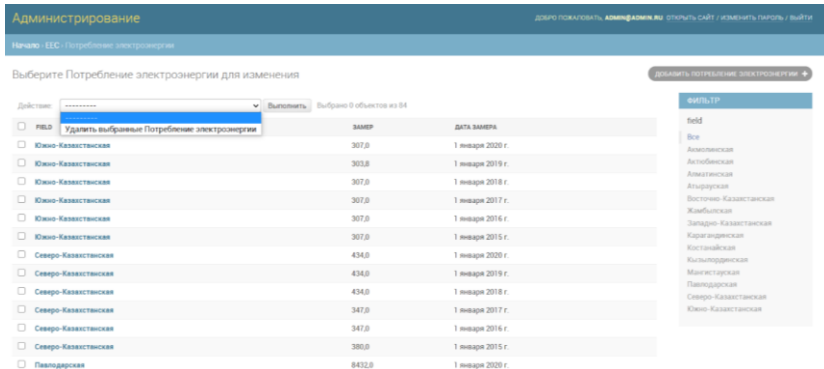 Администрирование
ДОБРО ПОЖАЛОВАТЬ, ADMIN@ADMIN.RU. ОТКРЫТЬ САЙТ / ИЗМЕНИТЬ ПАРОЛЬ / ВЫЙТИ
Начало › EEC › Потребление электроэнергии
Выберите Потребление электроэнергии для изменения
ДОБАВИТЬ ПОТРЕБЛЕНИЕ ЭЛЕКТРОЭНЕРГИИ +
Действие: --------- Выполнить Выбрано 0 объектов из 84
---------
Удалить выбранные Потребление электроэнергии
FIELD ЗАМЕР ДАТА ЗАМЕРА
Южно-Казахстанская 307,0 1 января 2020 г.
Южно-Казахстанская 303,8 1 января 2019 г.
Южно-Казахстанская 307,0 1 января 2018 г.
Южно-Казахстанская 307,0 1 января 2017 г.
Южно-Казахстанская 307,0 1 января 2016 г.
Южно-Казахстанская 307,0 1 января 2015 г.
Северо-Казахстанская 434,0 1 января 2020 г.
Северо-Казахстанская 434,0 1 января 2019 г.
Северо-Казахстанская 434,0 1 января 2018 г.
Северо-Казахстанская 347,0 1 января 2017 г.
Северо-Казахстанская 347,0 1 января 2016 г.
Северо-Казахстанская 380,0 1 января 2015 г.
Павлодарская 8432,0 1 января 2020 г.
ФИЛЬТР
field
Все
Акмолинская
Актюбинская
Алматинская
Атырауская
Восточно-Казахстанская
Жамбылская
Западно-Казахстанская
Карагандинская
Костанайская
Кызылординская
Мангистауская
Павлодарская
Северо-Казахстанская
Южно-Казахстанская